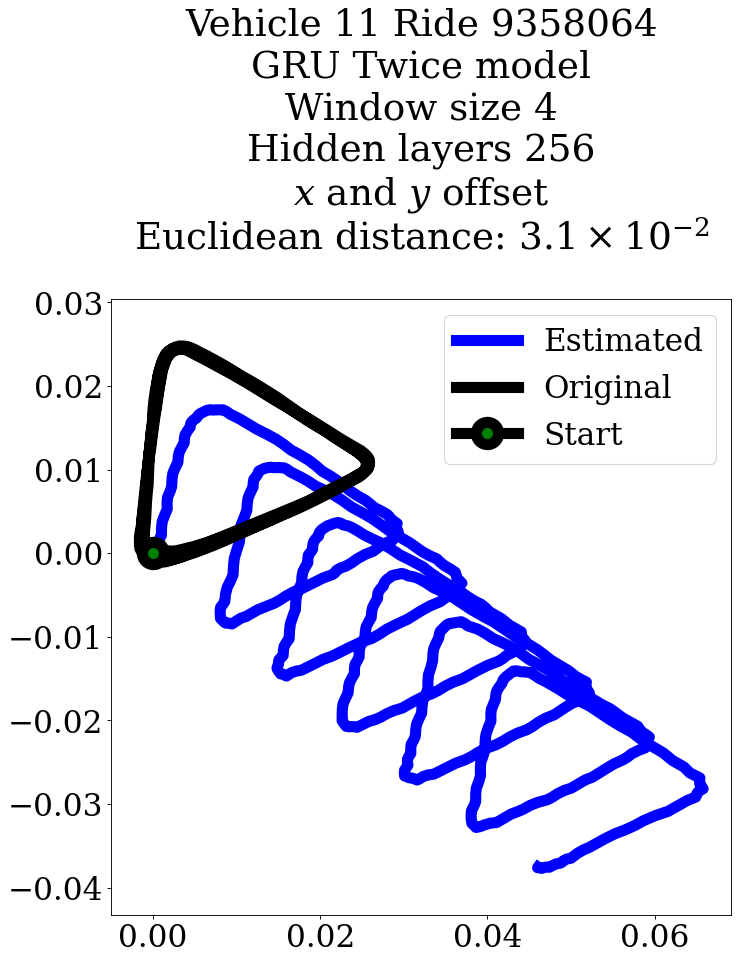 Vehicle 11 Ride 9358064
GRU Twice model
Window size 4
Hidden layers 256
x and y offset
Euclidean distance: 3.1 × 10⁻²
0.03
Estimated
0.02
Original
Start
0.01
0.00
−0.01
−0.02
−0.03
−0.04
0.00 0.02 0.04 0.06